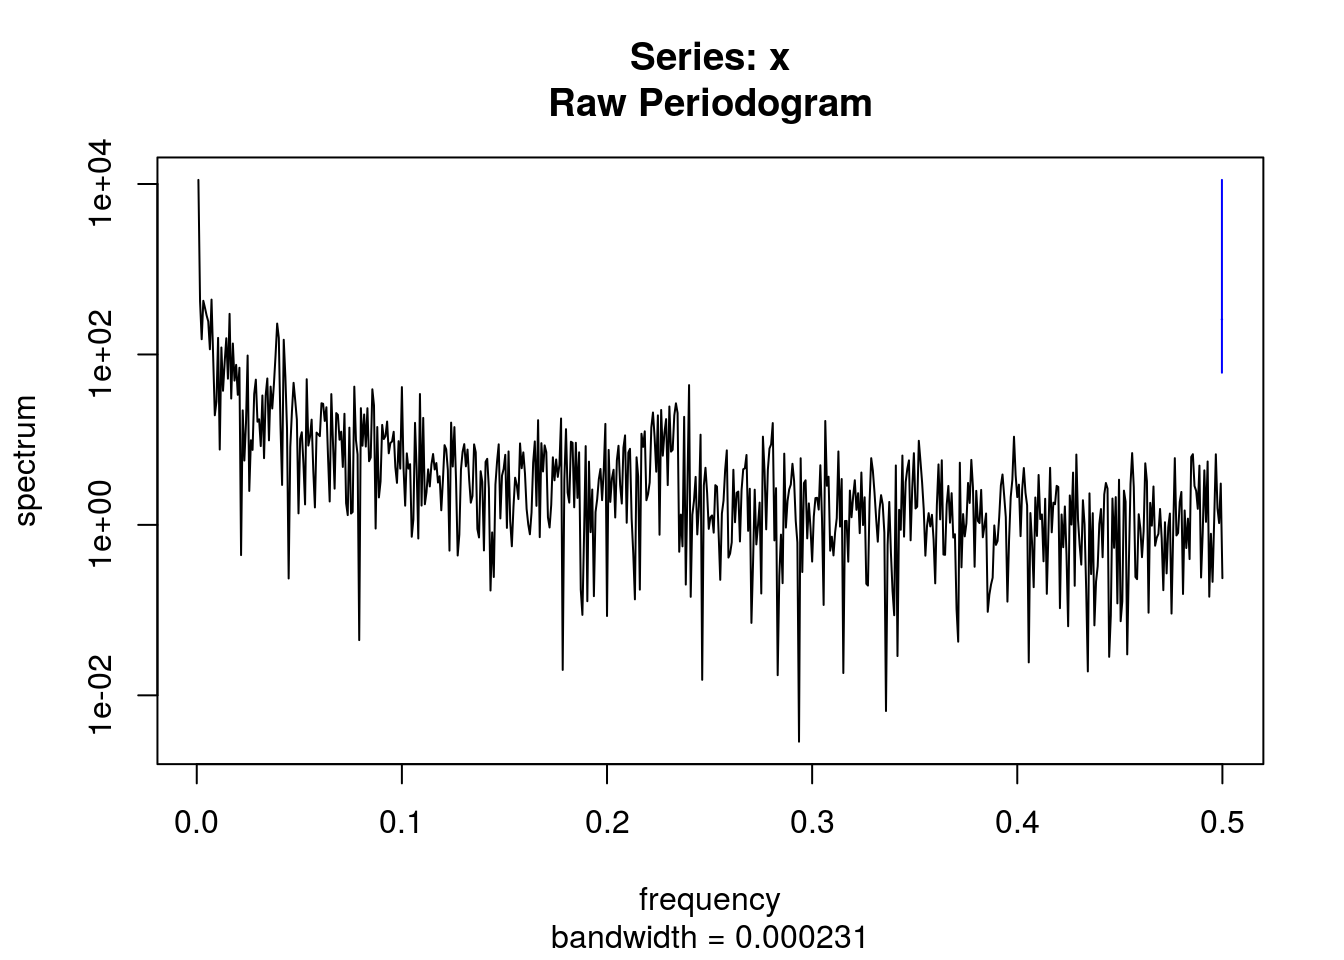 Series: x
Raw Periodogram
spectrum
1e+04
1e+02
1e+00
1e-02
0.0 0.1 0.2 0.3 0.4 0.5
frequency
bandwidth = 0.000231